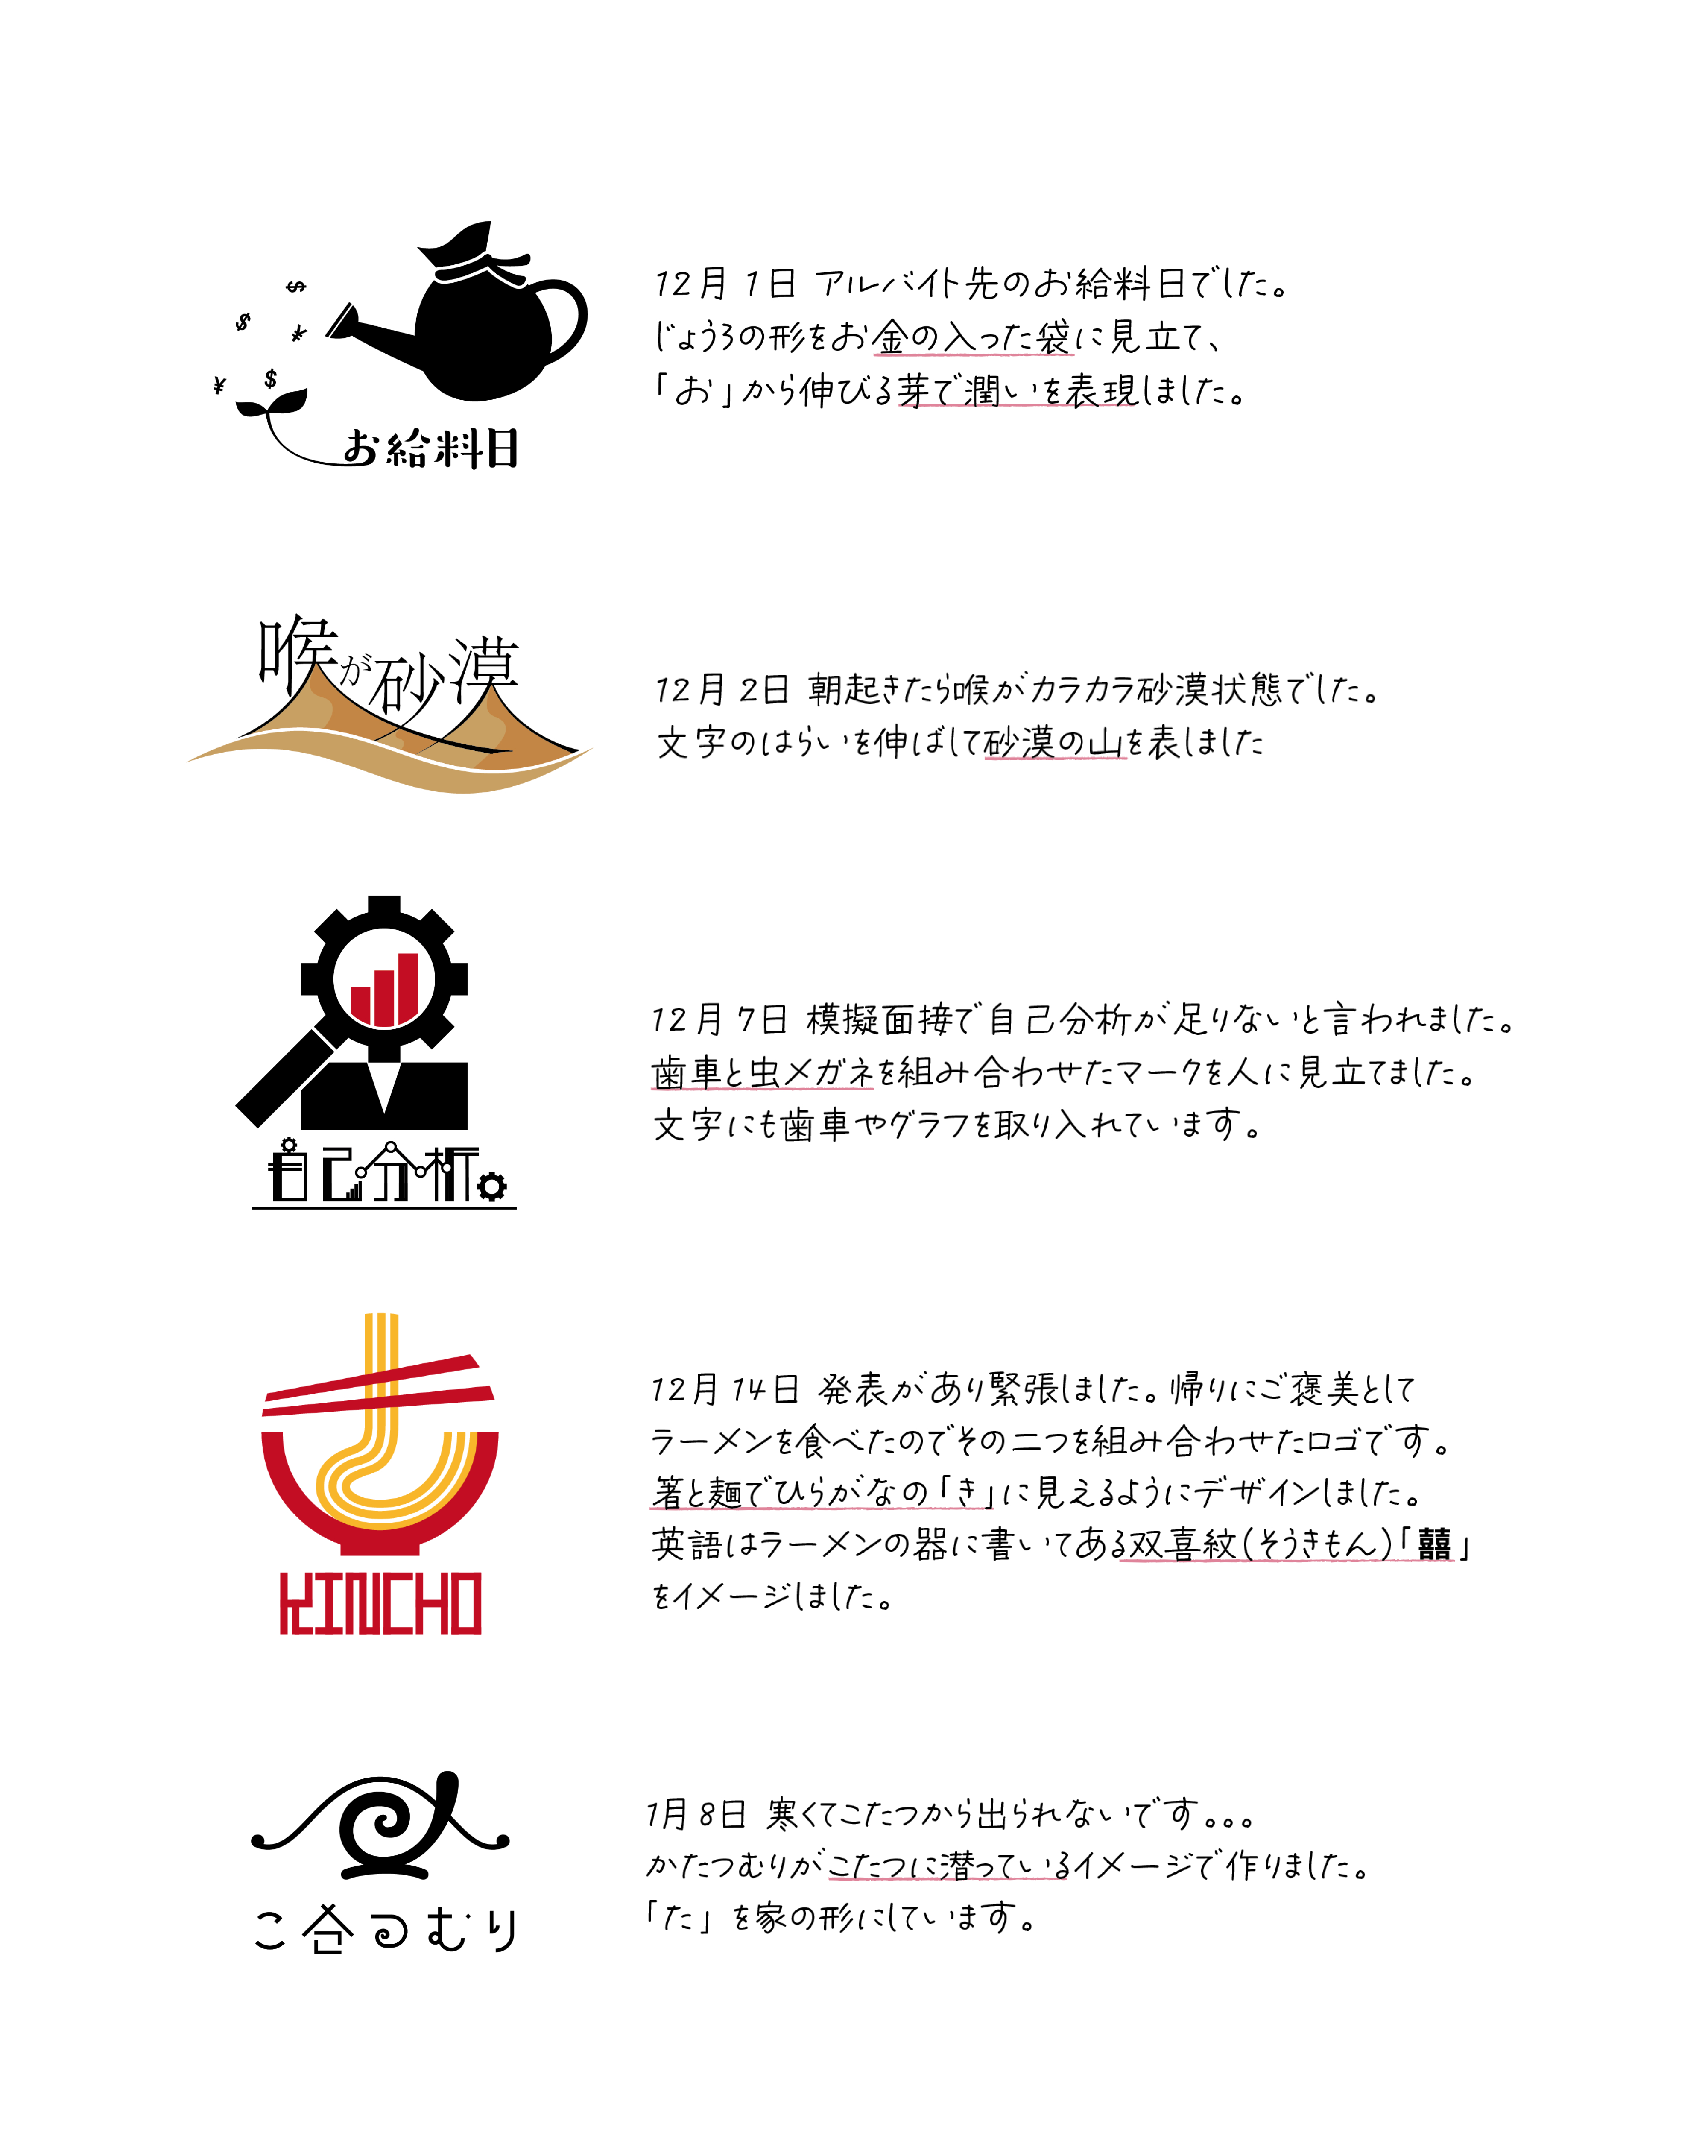 12月 1日 アルバイト先のお給料日でした。
じょうろの形をお金の入った袋に見立て、
「お」から伸びる芽で潤いを表現しました。
$
$
¥
¥
$
お給料日
喉が砂漠
12月 2日 朝起きたら喉がカラカラ砂漠状態でした。
文字のはらいを伸ばして砂漠の山を表しました
12月 7日 模擬面接で自己分析が足りないと言われました。
歯車と虫メガネを組み合わせたマークを人に見立てました。
文字にも歯車やグラフを取り入れています。
自己分析。
12月 14日 発表があり緊張しました。帰りにご褒美として
ラーメンを食べたのでその二つを組み合わせたロゴです。
箸と麺でひらがなの「き」に見えるようにデザインしました。
英語はラーメンの器に書いてある双喜紋(そうきもん)「囍」
をイメージしました。
KINCHO
1月 8日 寒くてこたつから出られないです。。。
かたつむりがこたつに潜っているイメージで作りました。
「た」を家の形にしています。
こたつむり